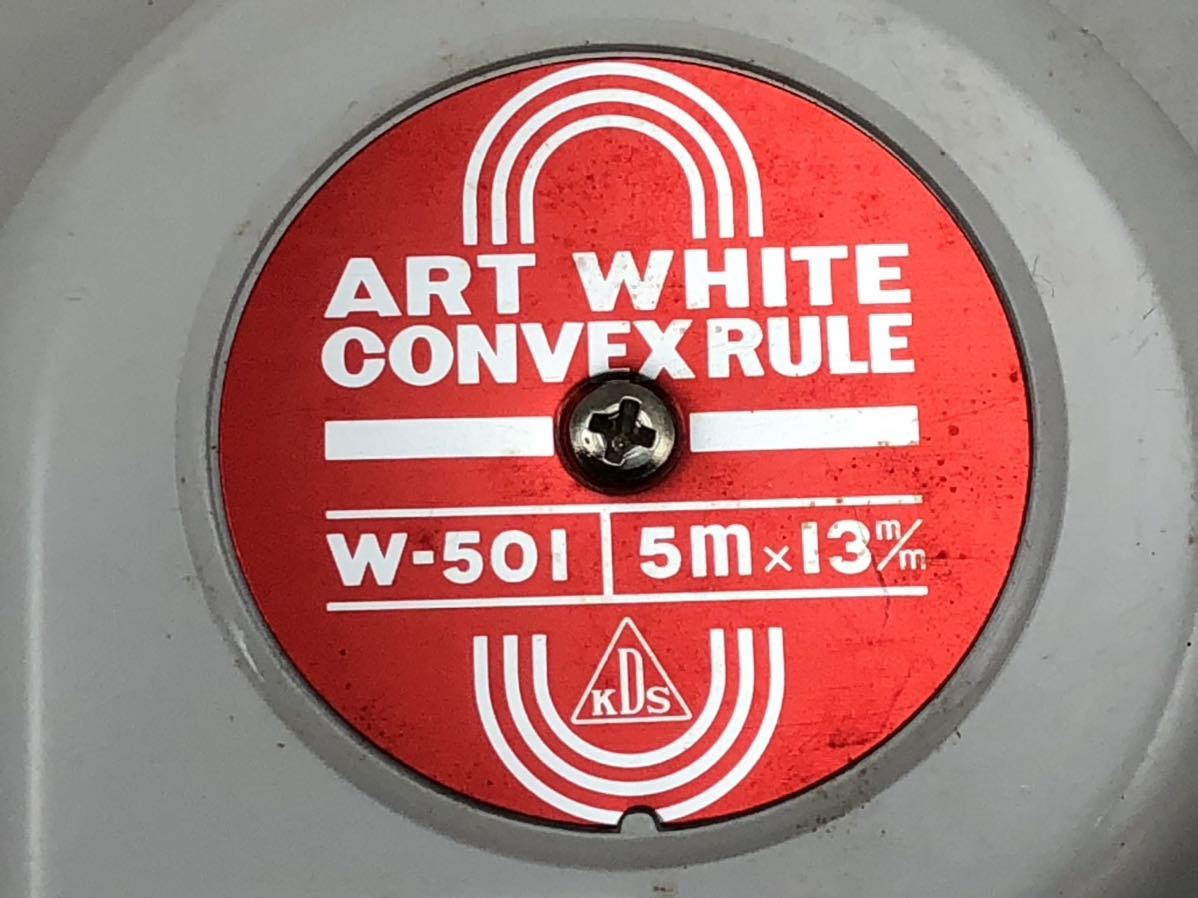 ART WHITE
CONVEX RULE
W-501 5m×13m/m
KDS